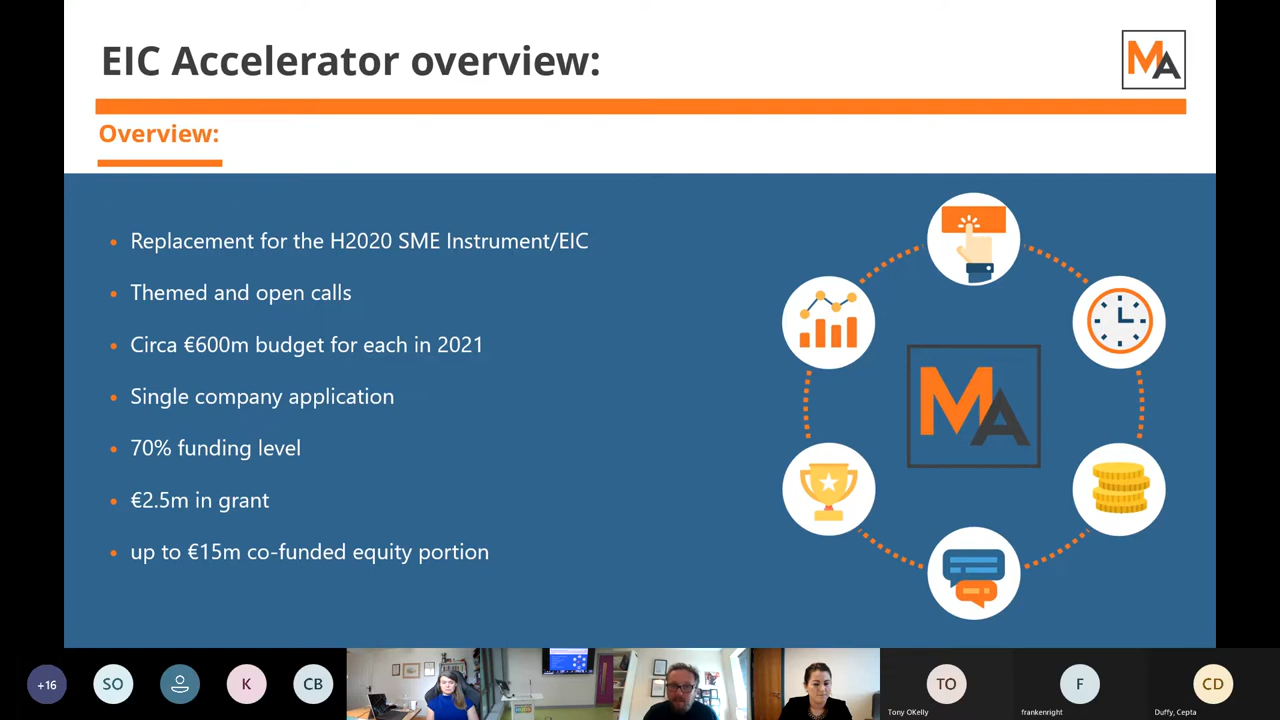 EIC Accelerator overview:
MA
Overview:
Replacement for the H2020 SME Instrument/EIC
Themed and open calls
Circa €600m budget for each in 2021
Single company application
70% funding level
€2.5m in grant
up to €15m co-funded equity portion
MA
+16
SO
K
CB
TO
F
CD
Tony OKelly
frankenright
Duffy, Cepta